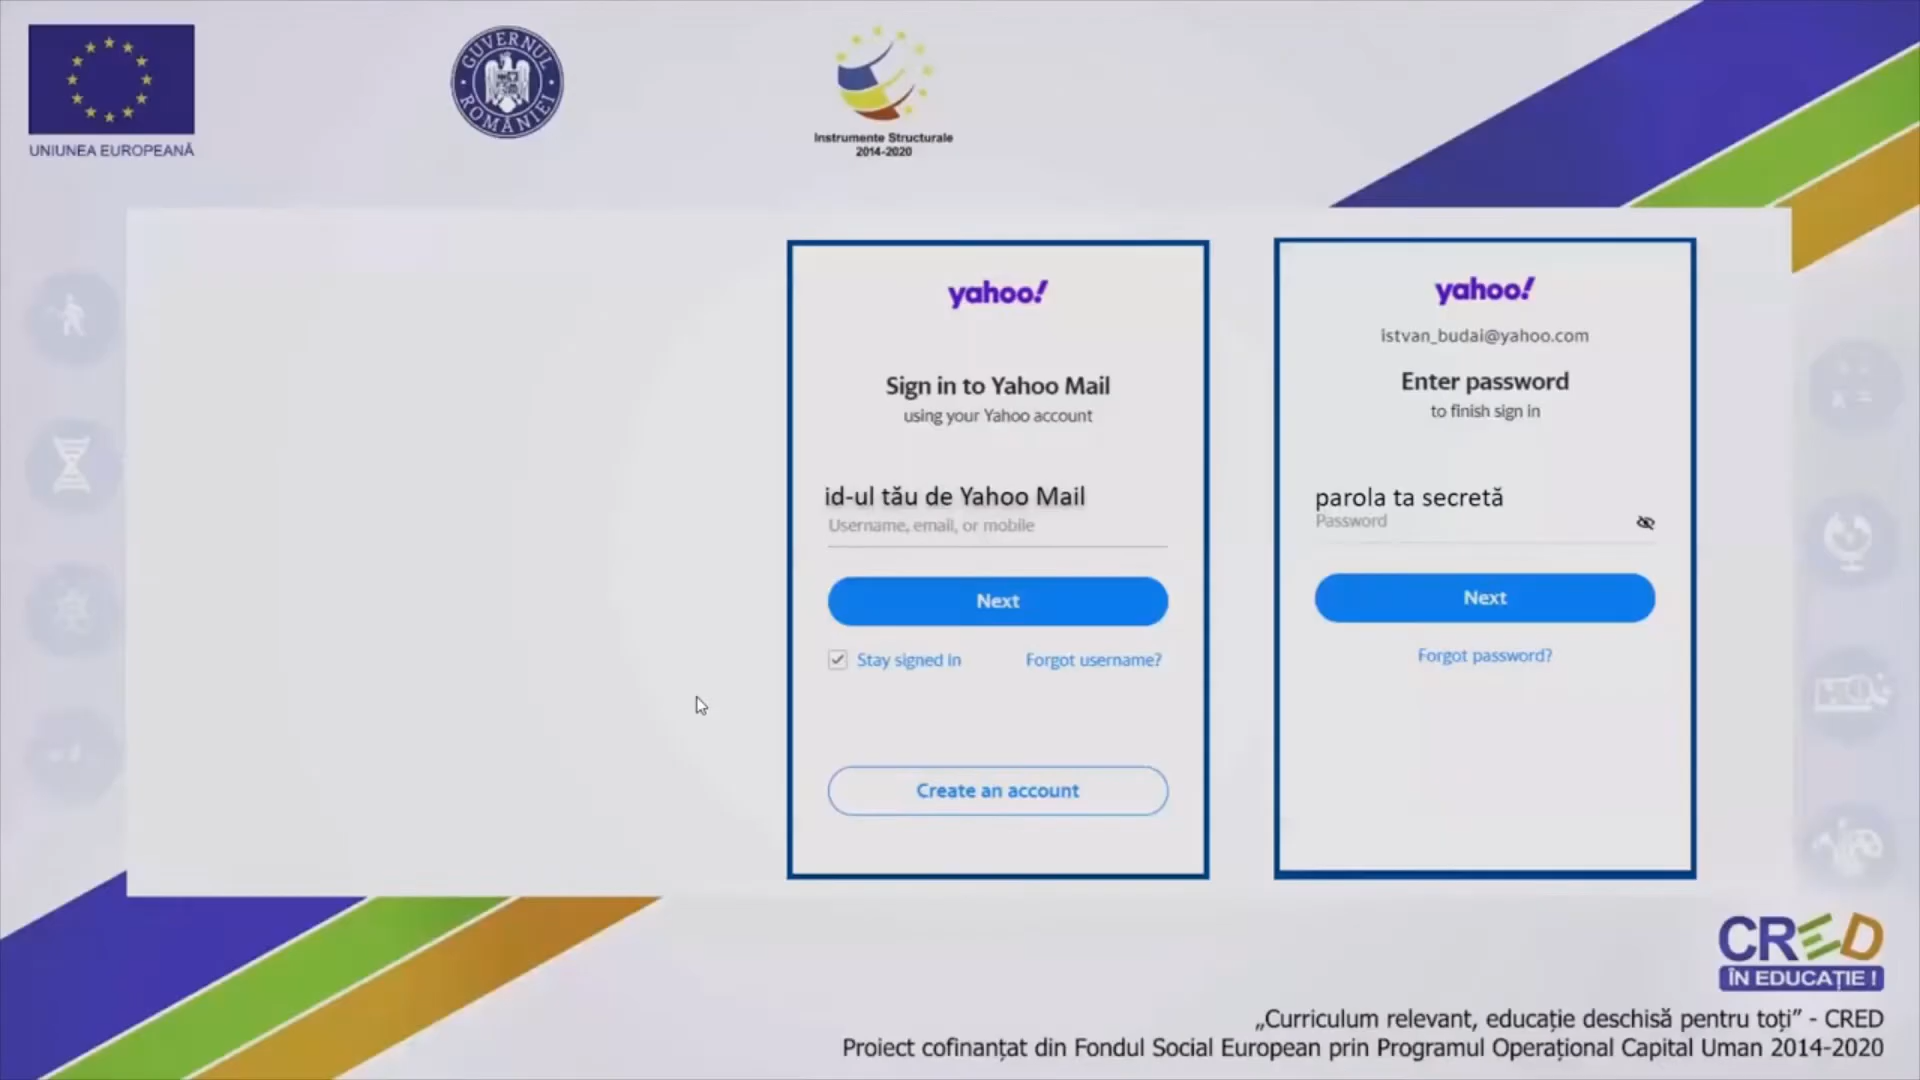 UNIUNEA EUROPEANĂ
GUVERNUL ROMÂNIEI
Instrumente Structurale
2014-2020
yahoo!
Sign in to Yahoo Mail
using your Yahoo account
id-ul tău de Yahoo Mail
Username, email, or mobile
Next
Stay signed in
Forgot username?
Create an account
yahoo!
istvan_budai@yahoo.com
Enter password
to finish sign in
parola ta secretă
Password
Next
Forgot password?
CRED
ÎN EDUCAȚIE !
„Curriculum relevant, educație deschisă pentru toți” - CRED
Proiect cofinanțat din Fondul Social European prin Programul Operațional Capital Uman 2014-2020